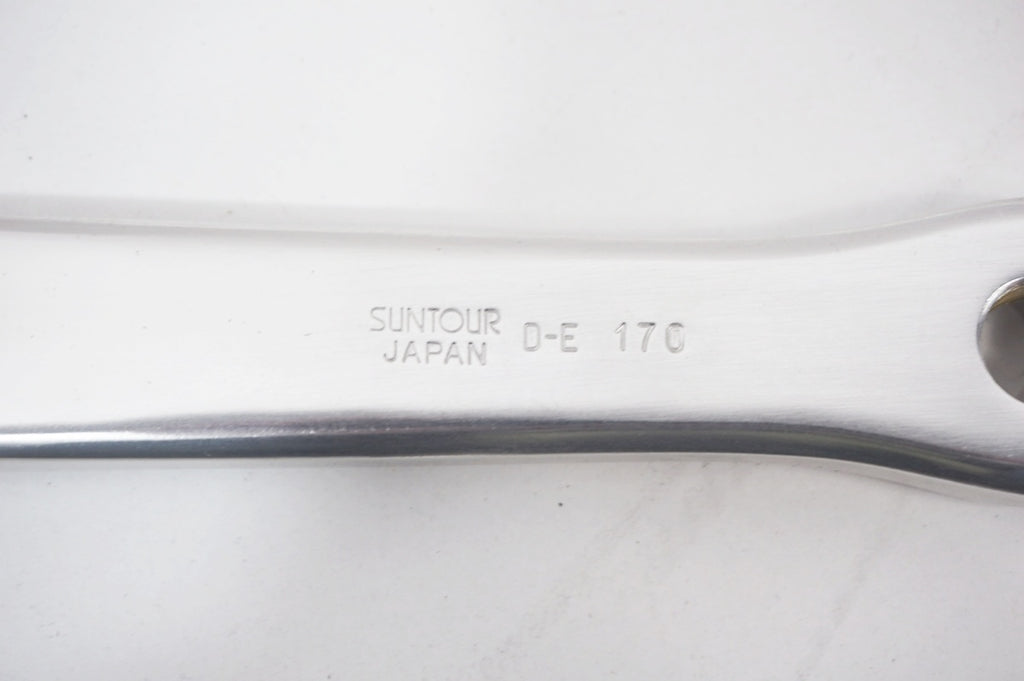 SUNTOUR
JAPAN
D-E 170